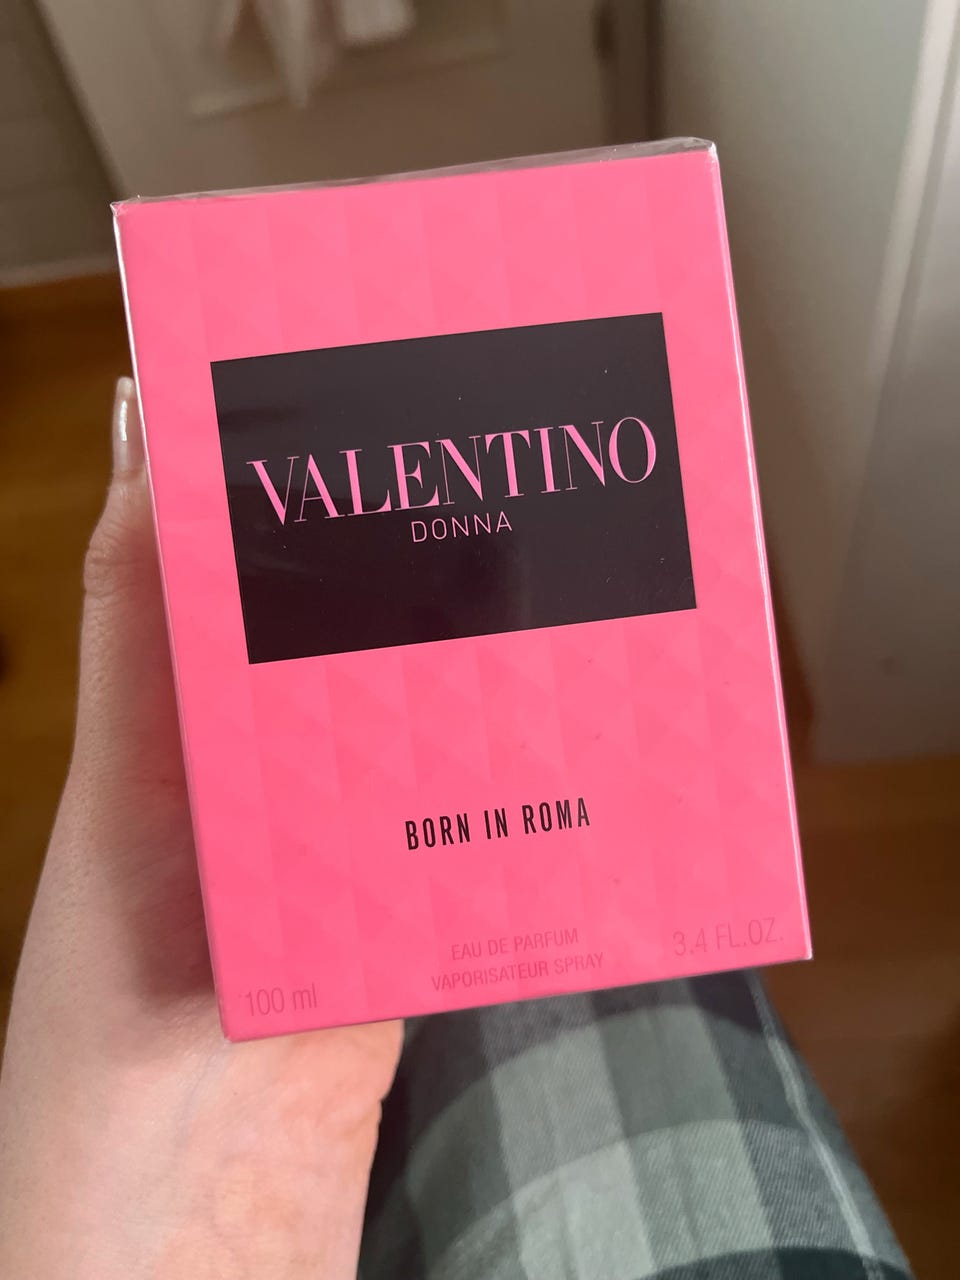 VALENTINO
DONNA
BORN IN ROMA
EAU DE PARFUM
VAPORISATEUR SPRAY
100 ml
3.4 FL.OZ.